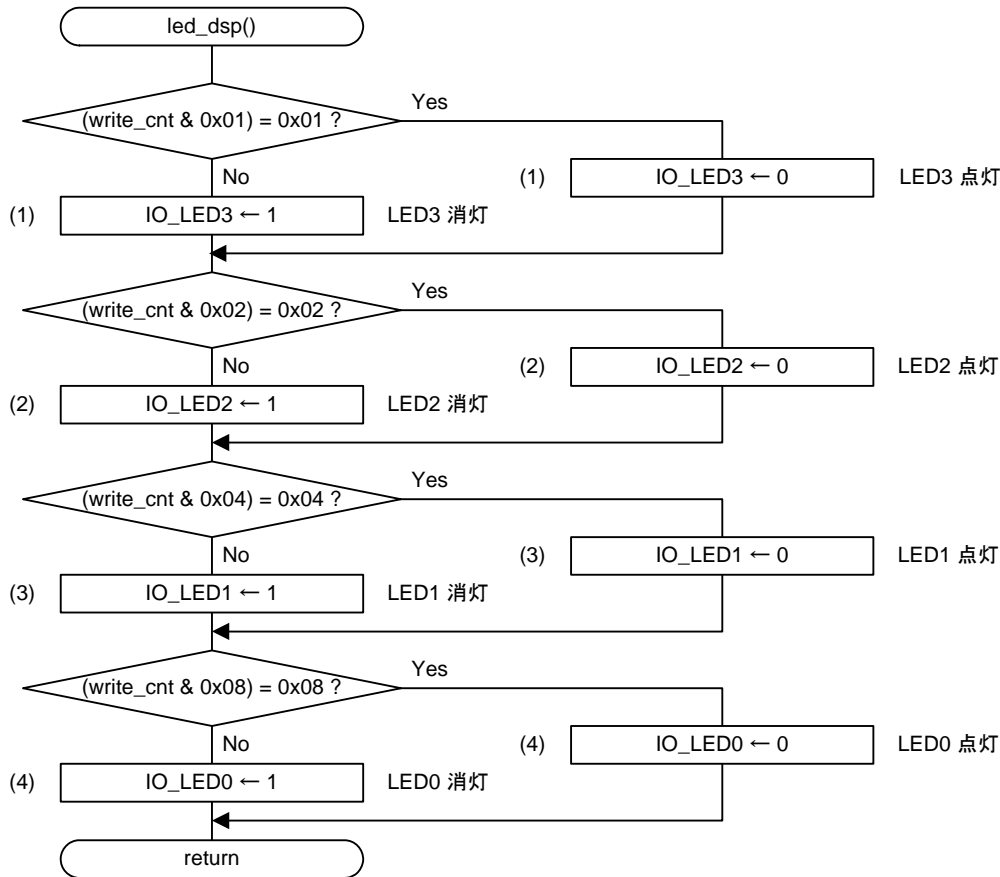 led_dsp()
(write_cnt & 0x01) = 0x01 ?
Yes
No
(1) IO_LED3 ← 0 LED3 点灯
(1) IO_LED3 ← 1 LED3 消灯
(write_cnt & 0x02) = 0x02 ?
Yes
No
(2) IO_LED2 ← 0 LED2 点灯
(2) IO_LED2 ← 1 LED2 消灯
(write_cnt & 0x04) = 0x04 ?
Yes
No
(3) IO_LED1 ← 0 LED1 点灯
(3) IO_LED1 ← 1 LED1 消灯
(write_cnt & 0x08) = 0x08 ?
Yes
No
(4) IO_LED0 ← 0 LED0 点灯
(4) IO_LED0 ← 1 LED0 消灯
return